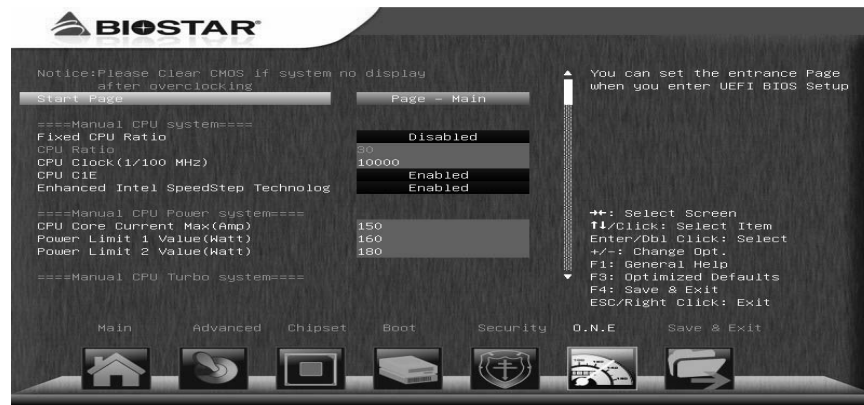 BIOSTAR
Notice:Please Clear CMOS if system no display
after overclocking
Start Page Page - Main
====Manual CPU system====
Fixed CPU Ratio Disabled
CPU Ratio 30
CPU Clock(1/100 MHz) 10000
CPU C1E Enabled
Enhanced Intel SpeedStep Technolog Enabled
====Manual CPU Power system====
CPU Core Current Max(Amp) 150
Power Limit 1 Value(Watt) 160
Power Limit 2 Value(Watt) 180
====Manual CPU Turbo system====
You can set the entrance Page
when you enter UEFI BIOS Setup
→←: Select Screen
↑↓/Click: Select Item
Enter/Dbl Click: Select
+/-: Change Opt.
F1: General Help
F3: Optimized Defaults
F4: Save & Exit
ESC/Right Click: Exit
Main Advanced Chipset Boot Security O.N.E Save & Exit